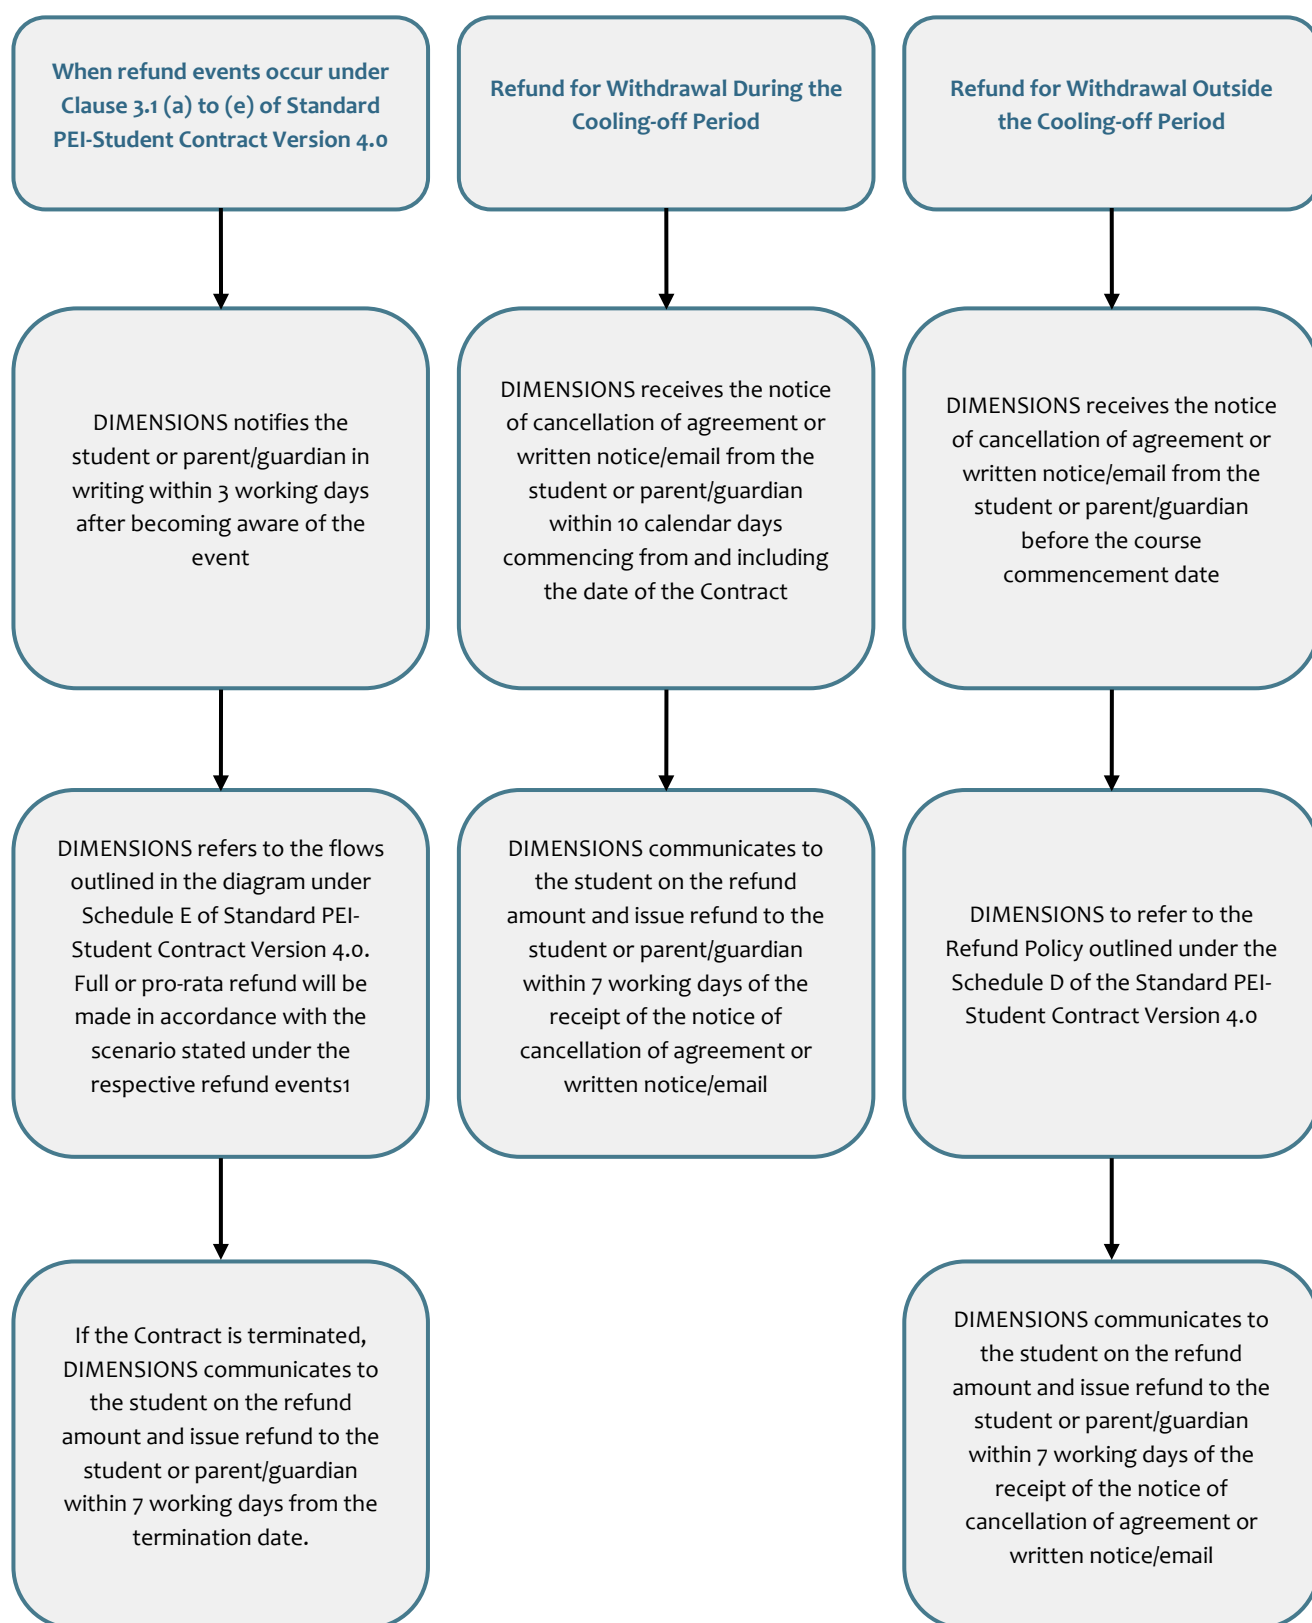 When refund events occur under
Clause 3.1 (a) to (e) of Standard
PEI-Student Contract Version 4.0
DIMENSIONS notifies the
student or parent/guardian in
writing within 3 working days
after becoming aware of the
event
DIMENSIONS refers to the flows
outlined in the diagram under
Schedule E of Standard PEI-
Student Contract Version 4.0.
Full or pro-rata refund will be
made in accordance with the
scenario stated under the
respective refund events1
If the Contract is terminated,
DIMENSIONS communicates to
the student on the refund
amount and issue refund to the
student or parent/guardian
within 7 working days from the
termination date.
Refund for Withdrawal During the
Cooling-off Period
DIMENSIONS receives the notice
of cancellation of agreement or
written notice/email from the
student or parent/guardian
within 10 calendar days
commencing from and including
the date of the Contract
DIMENSIONS communicates to
the student on the refund
amount and issue refund to the
student or parent/guardian
within 7 working days of the
receipt of the notice of
cancellation of agreement or
written notice/email
Refund for Withdrawal Outside
the Cooling-off Period
DIMENSIONS receives the notice
of cancellation of agreement or
written notice/email from the
student or parent/guardian
before the course
commencement date
DIMENSIONS to refer to the
Refund Policy outlined under the
Schedule D of the Standard PEI-
Student Contract Version 4.0
DIMENSIONS communicates to
the student on the refund
amount and issue refund to the
student or parent/guardian
within 7 working days of the
receipt of the notice of
cancellation of agreement or
written notice/email